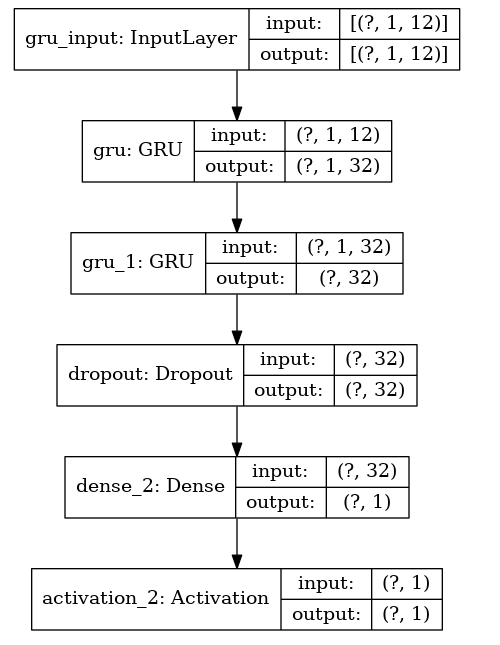 gru_input: InputLayer
input: [(?, 1, 12)]
output: [(?, 1, 12)]
gru: GRU
input: (?, 1, 12)
output: (?, 1, 32)
gru_1: GRU
input: (?, 1, 32)
output: (?, 32)
dropout: Dropout
input: (?, 32)
output: (?, 32)
dense_2: Dense
input: (?, 32)
output: (?, 1)
activation_2: Activation
input: (?, 1)
output: (?, 1)